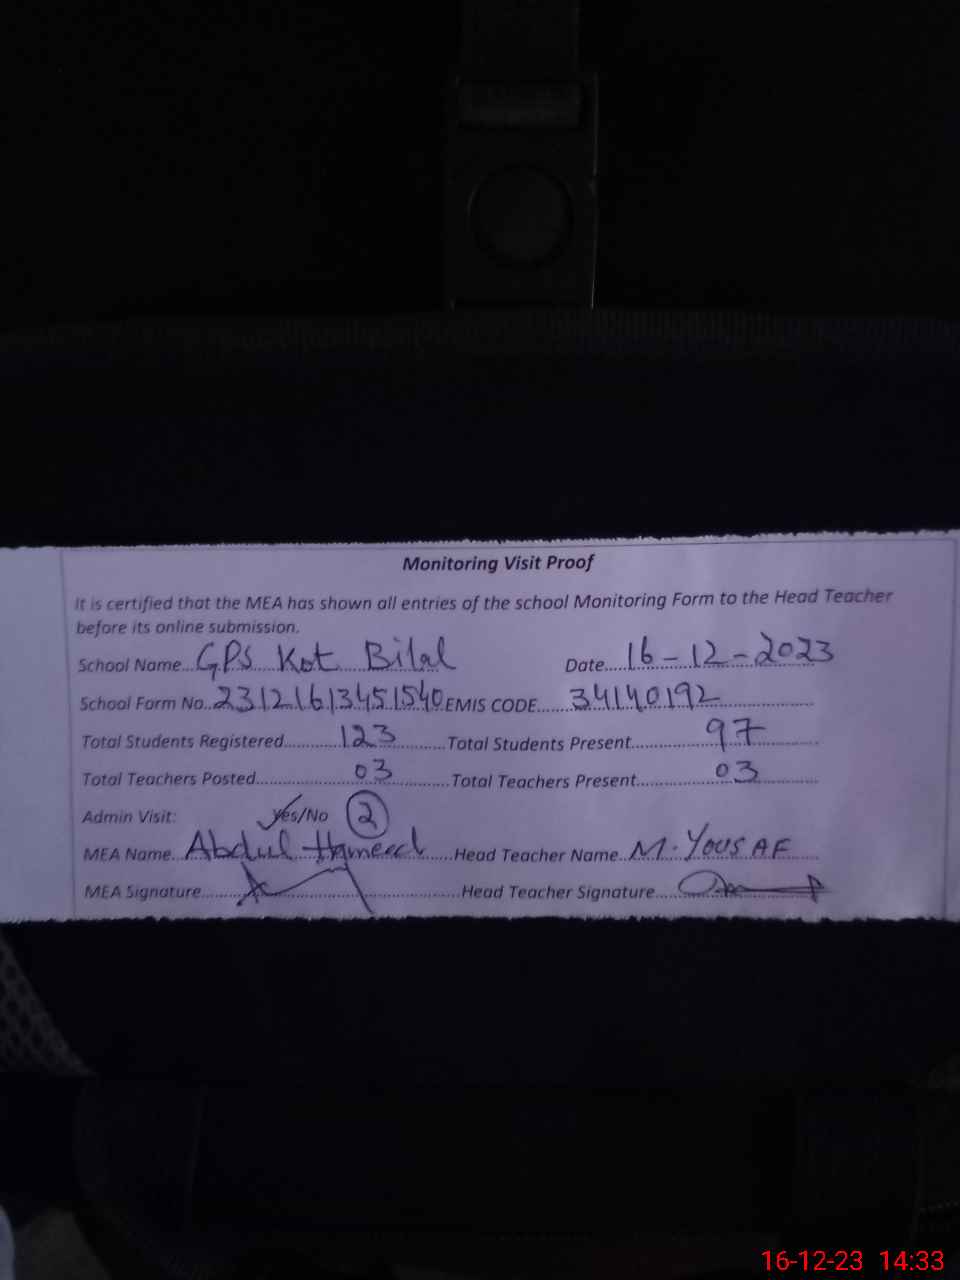 Monitoring Visit Proof
It is certified that the MEA has shown all entries of the school Monitoring Form to the Head Teacher
before its online submission.
School Name...GPS Kot Bilal Date...16-12-2023
School Form No...23121613451540 EMIS CODE...34140192
Total Students Registered...123...Total Students Present...97
Total Teachers Posted...03...Total Teachers Present...03
Admin Visit: Yes/No 2
MEA Name...Abdul Hameed...Head Teacher Name...M. YOUSAF
MEA Signature...Head Teacher Signature...
16-12-23 14:33